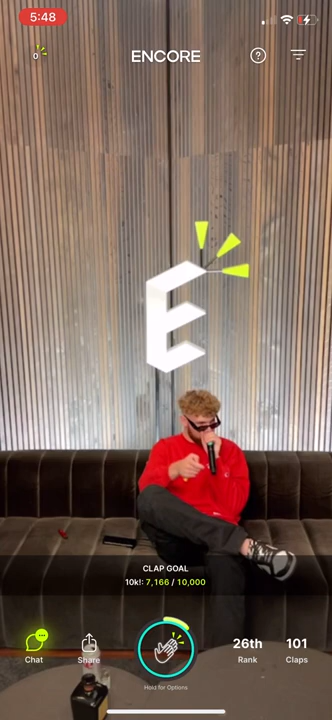 5:48
0
ENCORE
?
E
CLAP GOAL
10k!: 7,166 / 10,000
Chat
Share
26th
Rank
101
Claps
Hold for Options